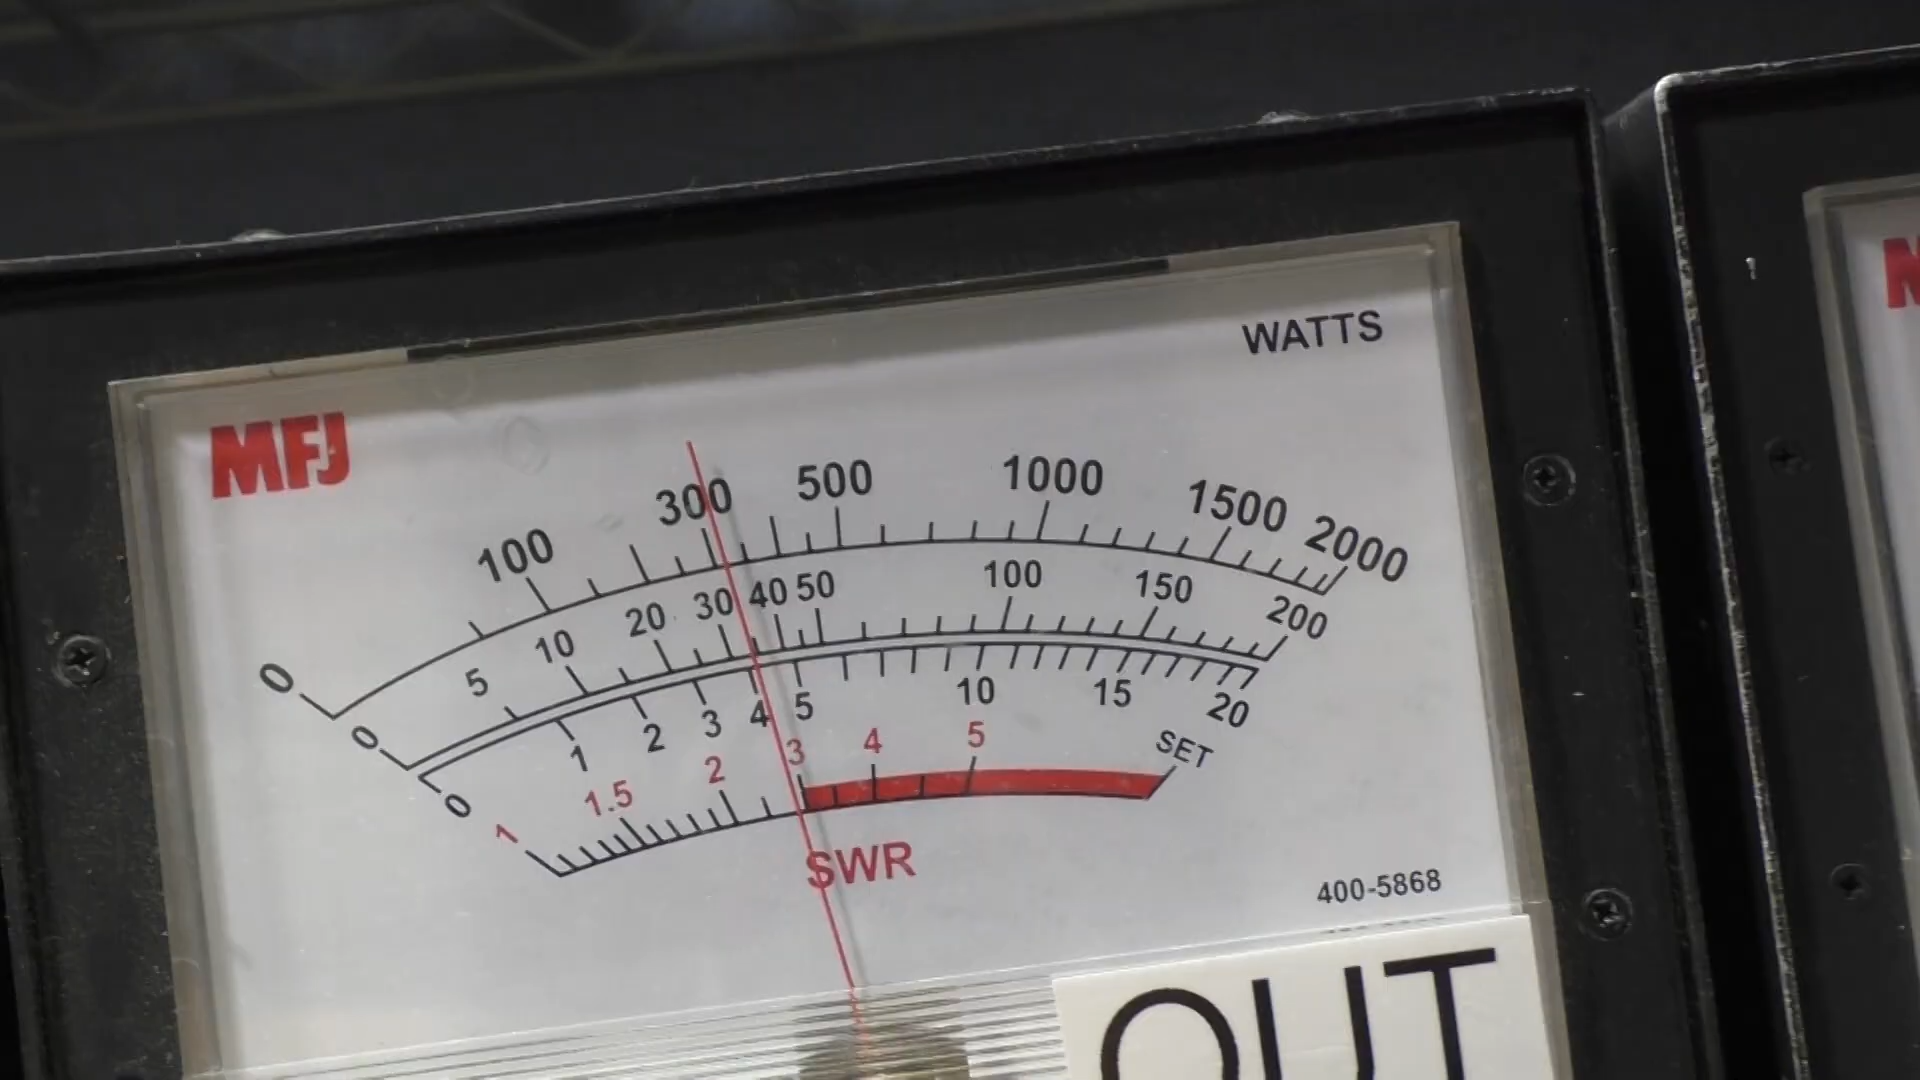 WATTS
MFJ
0 100 300 500 1000 1500 2000
0 5 10 20 30 40 50 100 150 200
0 1 2 3 4 5 10 15 20
1 1.5 2 3 4 5 SET
SWR
400-5868
OUT